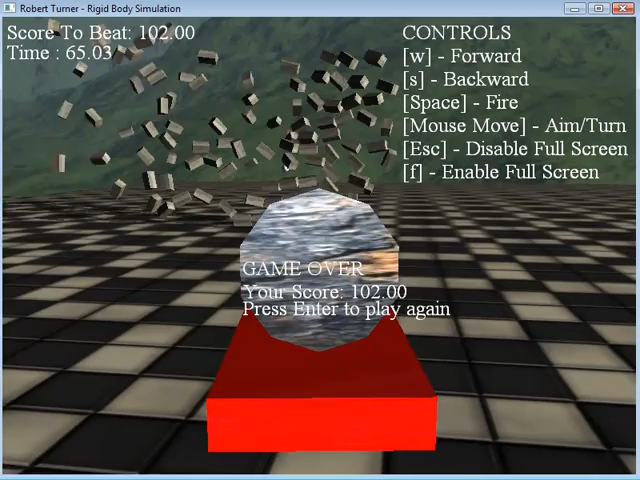 Robert Turner - Rigid Body Simulation
Score To Beat: 102.00
Time : 65.03
CONTROLS
[w] - Forward
[s] - Backward
[Space] - Fire
[Mouse Move] - Aim/Turn
[Esc] - Disable Full Screen
[f] - Enable Full Screen
GAME OVER
Your Score: 102.00
Press Enter to play again